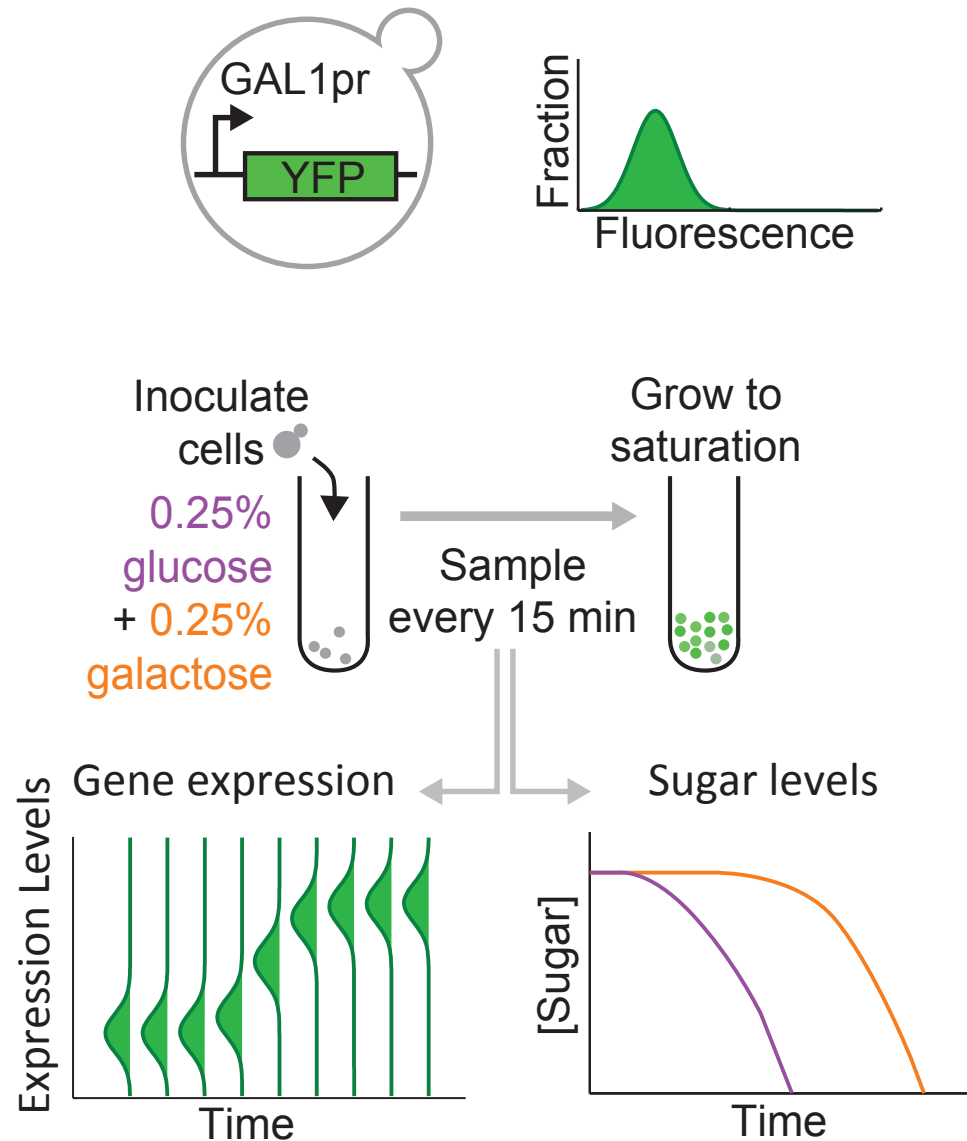 GAL1pr
YFP
Fraction
Fluorescence
Inoculate
cells
0.25%
glucose
+ 0.25%
galactose
Sample
every 15 min
Grow to
saturation
Gene expression
Expression Levels
Time
Sugar levels
[Sugar]
Time